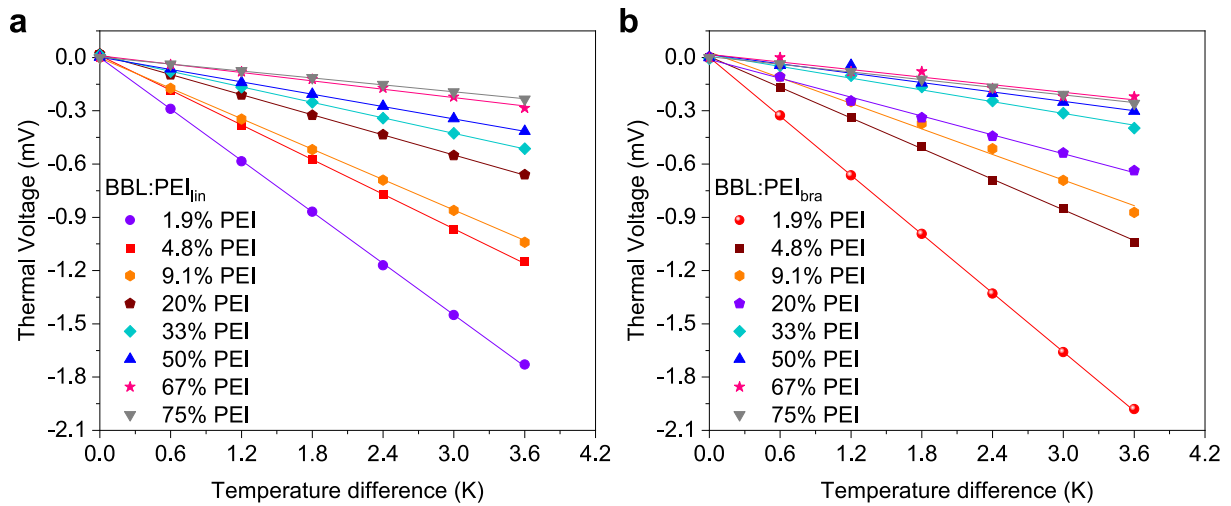 a
0.0
−0.3
−0.6
−0.9
−1.2
−1.5
−1.8
−2.1
Thermal Voltage (mV)
BBL:PEIlin
1.9% PEI
4.8% PEI
9.1% PEI
20% PEI
33% PEI
50% PEI
67% PEI
75% PEI
0.0 0.6 1.2 1.8 2.4 3.0 3.6 4.2
Temperature difference (K)
b
0.0
−0.3
−0.6
−0.9
−1.2
−1.5
−1.8
−2.1
Thermal Voltage (mV)
BBL:PEIbra
1.9% PEI
4.8% PEI
9.1% PEI
20% PEI
33% PEI
50% PEI
67% PEI
75% PEI
0.0 0.6 1.2 1.8 2.4 3.0 3.6 4.2
Temperature difference (K)